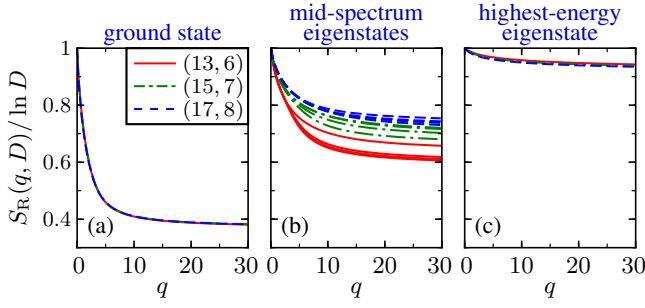 ground state
mid-spectrum
eigenstates
highest-energy
eigenstate
S_R(q, D)/ ln D
1
0.8
0.6
0.4
(13, 6)
(15, 7)
(17, 8)
(a)
(b)
(c)
0 10 20 30
0 10 20 30
0 10 20 30
q
q
q